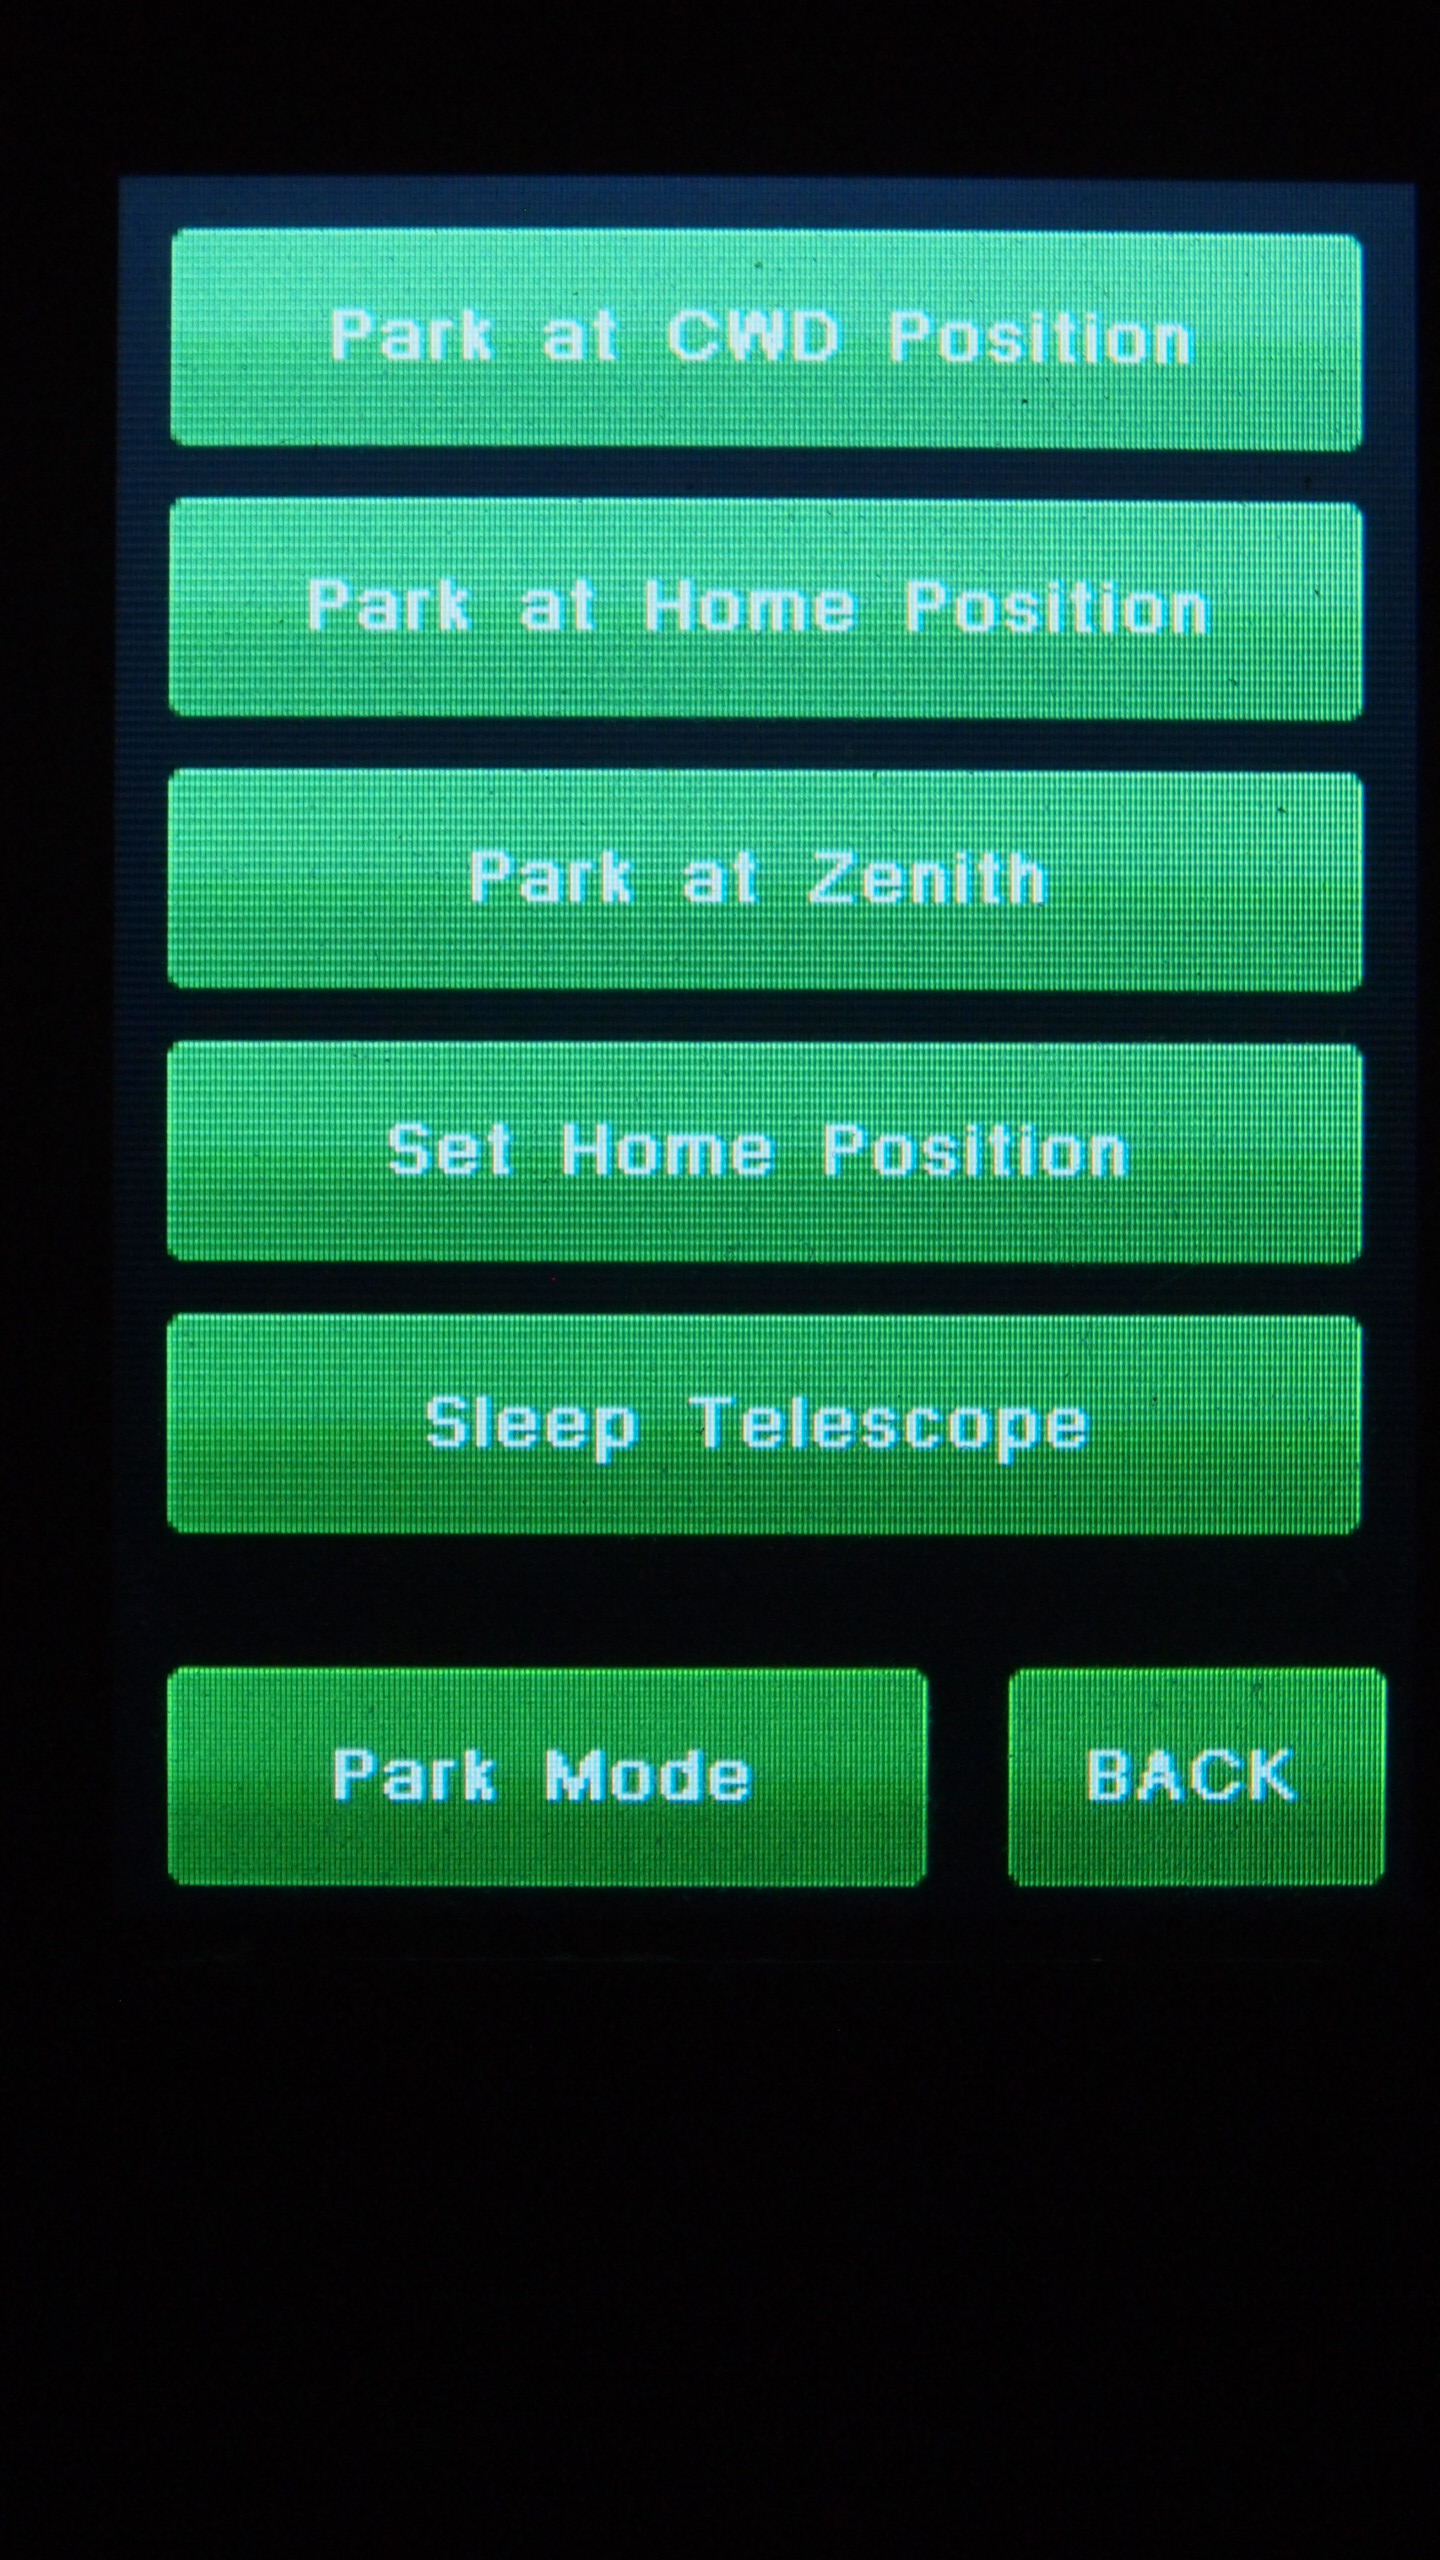 Park at CWD Position
Park at Home Position
Park at Zenith
Set Home Position
Sleep Telescope
Park Mode
BACK